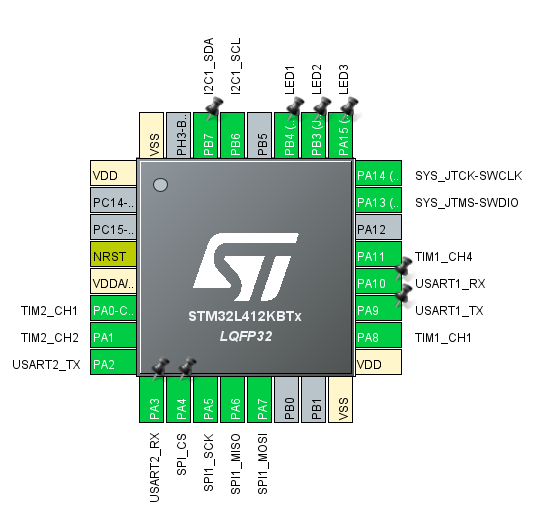 I2C1_SDA
I2C1_SCL
LED1
LED2
LED3
VSS
PH3-B..
PB7
PB6
PB5
PB4 (..
PB3 (J..
PA15 (..
VDD
PC14-..
PC15-..
NRST
VDDA/..
TIM2_CH1 PA0-C..
TIM2_CH2 PA1
USART2_TX PA2
PA14 (.. SYS_JTCK-SWCLK
PA13 (.. SYS_JTMS-SWDIO
PA12
PA11 TIM1_CH4
PA10 USART1_RX
PA9 USART1_TX
PA8 TIM1_CH1
VDD
ST
STM32L412KBTx
LQFP32
PA3
PA4
PA5
PA6
PA7
PB0
PB1
VSS
USART2_RX
SPI_CS
SPI1_SCK
SPI1_MISO
SPI1_MOSI